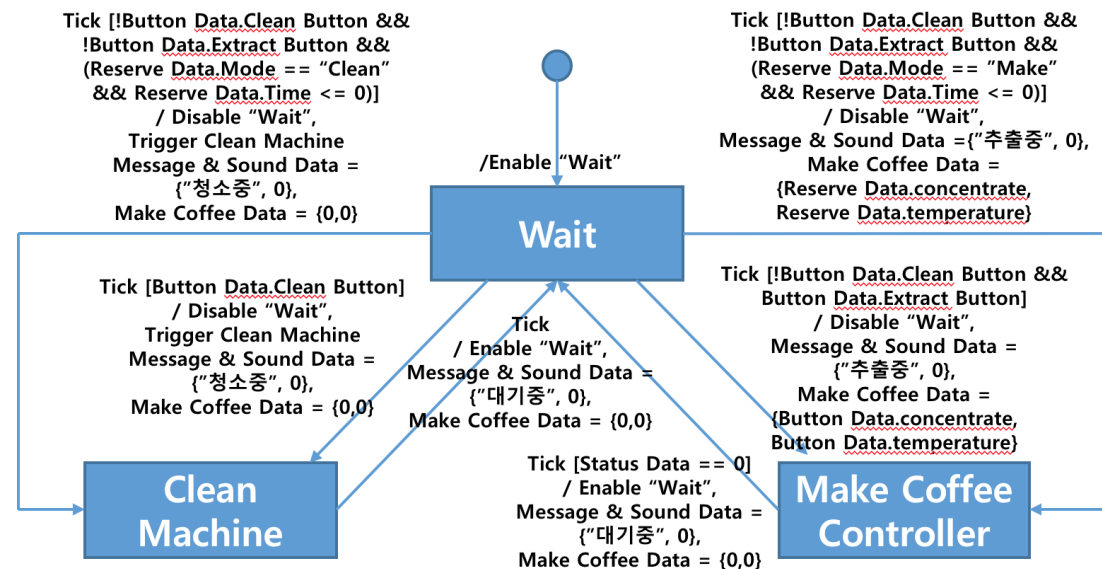 Tick [!Button Data.Clean Button &&
!Button Data.Extract Button &&
(Reserve Data.Mode == “Clean”
&& Reserve Data.Time <= 0)]
/ Disable “Wait”,
Trigger Clean Machine
Message & Sound Data =
{”청소중”, 0},
Make Coffee Data = {0,0}
/Enable “Wait”
Tick [!Button Data.Clean Button &&
!Button Data.Extract Button &&
(Reserve Data.Mode == ”Make”
&& Reserve Data.Time <= 0)]
/ Disable “Wait”,
Message & Sound Data ={”추출중”, 0},
Make Coffee Data =
{Reserve Data.concentrate,
Reserve Data.temperature}
Wait
Tick [Button Data.Clean Button]
/ Disable “Wait”,
Trigger Clean Machine
Message & Sound Data =
{”청소중”, 0},
Make Coffee Data = {0,0}
Tick
/ Enable “Wait”,
Message & Sound Data =
{”대기중”, 0},
Make Coffee Data = {0,0}
Tick [!Button Data.Clean Button &&
Button Data.Extract Button]
/ Disable “Wait”,
Message & Sound Data =
{”추출중”, 0},
Make Coffee Data =
{Button Data.concentrate,
Button Data.temperature}
Tick [Status Data == 0]
/ Enable “Wait”,
Message & Sound Data =
{”대기중”, 0},
Make Coffee Data = {0,0}
Clean
Machine
Make Coffee
Controller